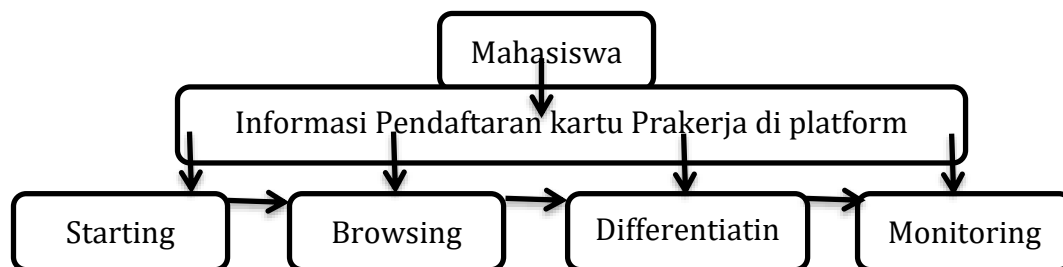 Mahasiswa
Informasi Pendaftaran kartu Prakerja di platform
Starting
Browsing
Differentiatin
Monitoring